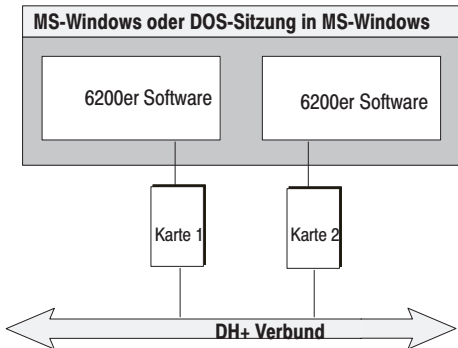 MS-Windows oder DOS-Sitzung in MS-Windows
6200er Software
6200er Software
Karte 1
Karte 2
DH+ Verbund